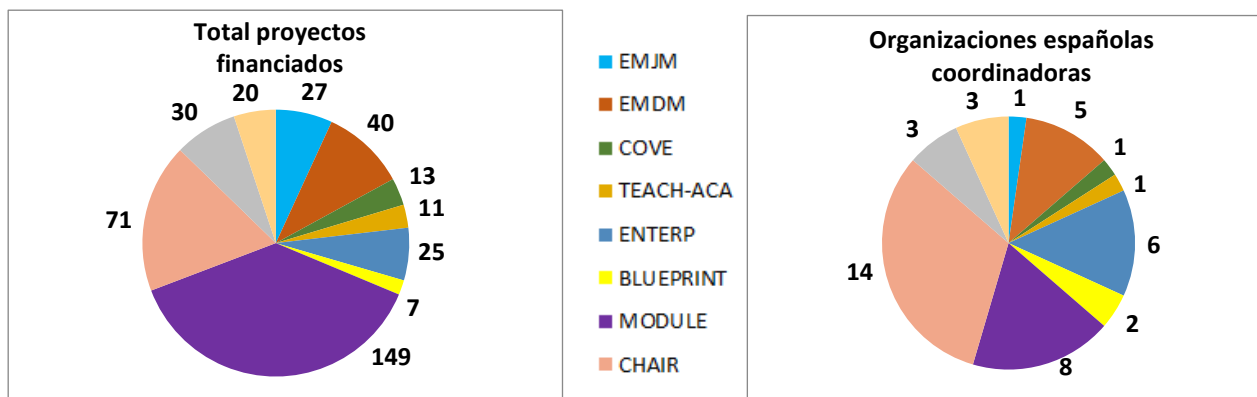 Total proyectos
financiados
20
27
30
40
13
11
71
25
7
149
EMJM
EMDM
COVE
TEACH-ACA
ENTERP
BLUEPRINT
MODULE
CHAIR
Organizaciones españolas
coordinadoras
3
1
5
3
1
1
6
14
2
8